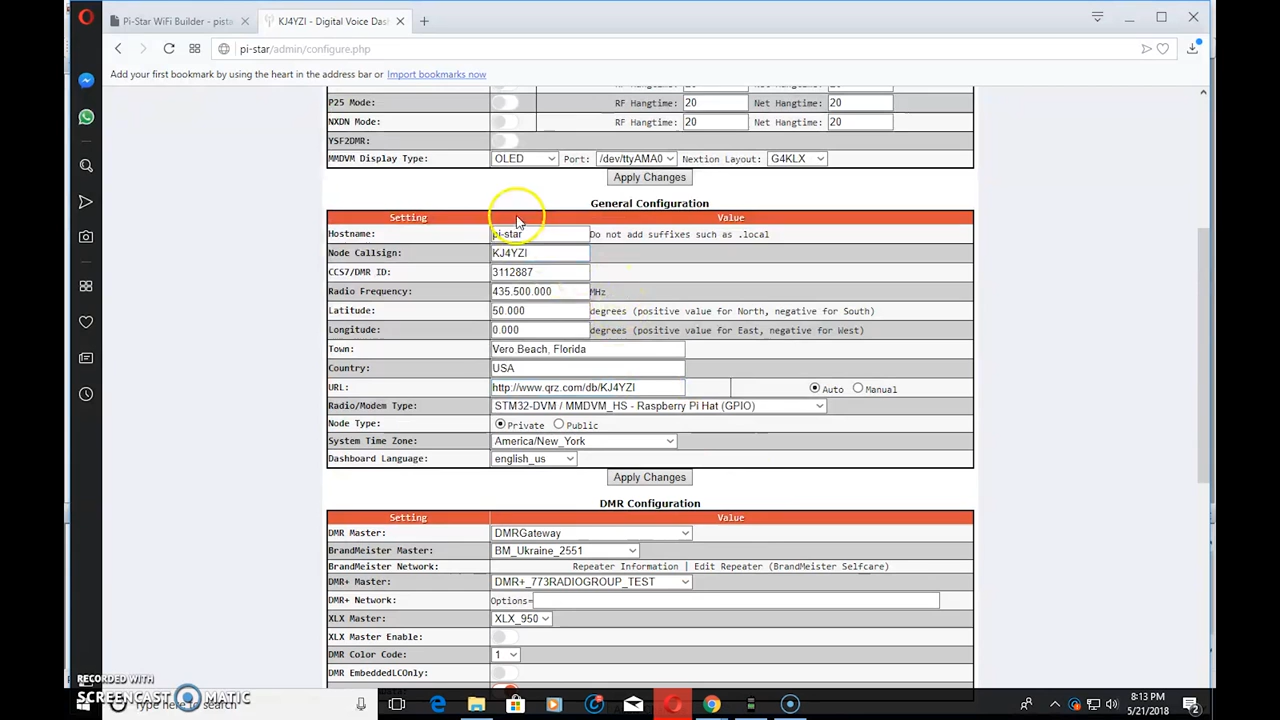 Pi-Star WiFi Builder - pista
KJ4YZI - Digital Voice Das
pi-star/admin/configure.php
Add your first bookmark by using the heart in the address bar or Import bookmarks now
P25 Mode: RF Hangtime: 20 Net Hangtime: 20
NXDN Mode: RF Hangtime: 20 Net Hangtime: 20
YSF2DMR:
MMDVM Display Type: OLED Port: /dev/ttyAMA0 Nextion Layout: G4KLX
Apply Changes
General Configuration
Setting Value
Hostname: pi-star Do not add suffixes such as .local
Node Callsign: KJ4YZI
CCS7/DMR ID: 3112887
Radio Frequency: 435.500.000 MHz
Latitude: 50.000 degrees (positive value for North, negative for South)
Longitude: 0.000 degrees (positive value for East, negative for West)
Town: Vero Beach, Florida
Country: USA
URL: http://www.qrz.com/db/KJ4YZI Auto Manual
Radio/Modem Type: STM32-DVM / MMDVM_HS - Raspberry Pi Hat (GPIO)
Node Type: Private Public
System Time Zone: America/New_York
Dashboard Language: english_us
Apply Changes
DMR Configuration
Setting Value
DMR Master: DMRGateway
BrandMeister Master: BM_Ukraine_2551
BrandMeister Network: Repeater Information | Edit Repeater (BrandMeister Selfcare)
DMR+ Master: DMR+_773RADIOGROUP_TEST
DMR+ Network: Options=
XLX Master: XLX_950
XLX Master Enable:
DMR Color Code: 1
DMR EmbeddedLCOnly:
RECORDED WITH
SCREENCAST MATIC
Type here to search
8:13 PM
5/21/2018
2